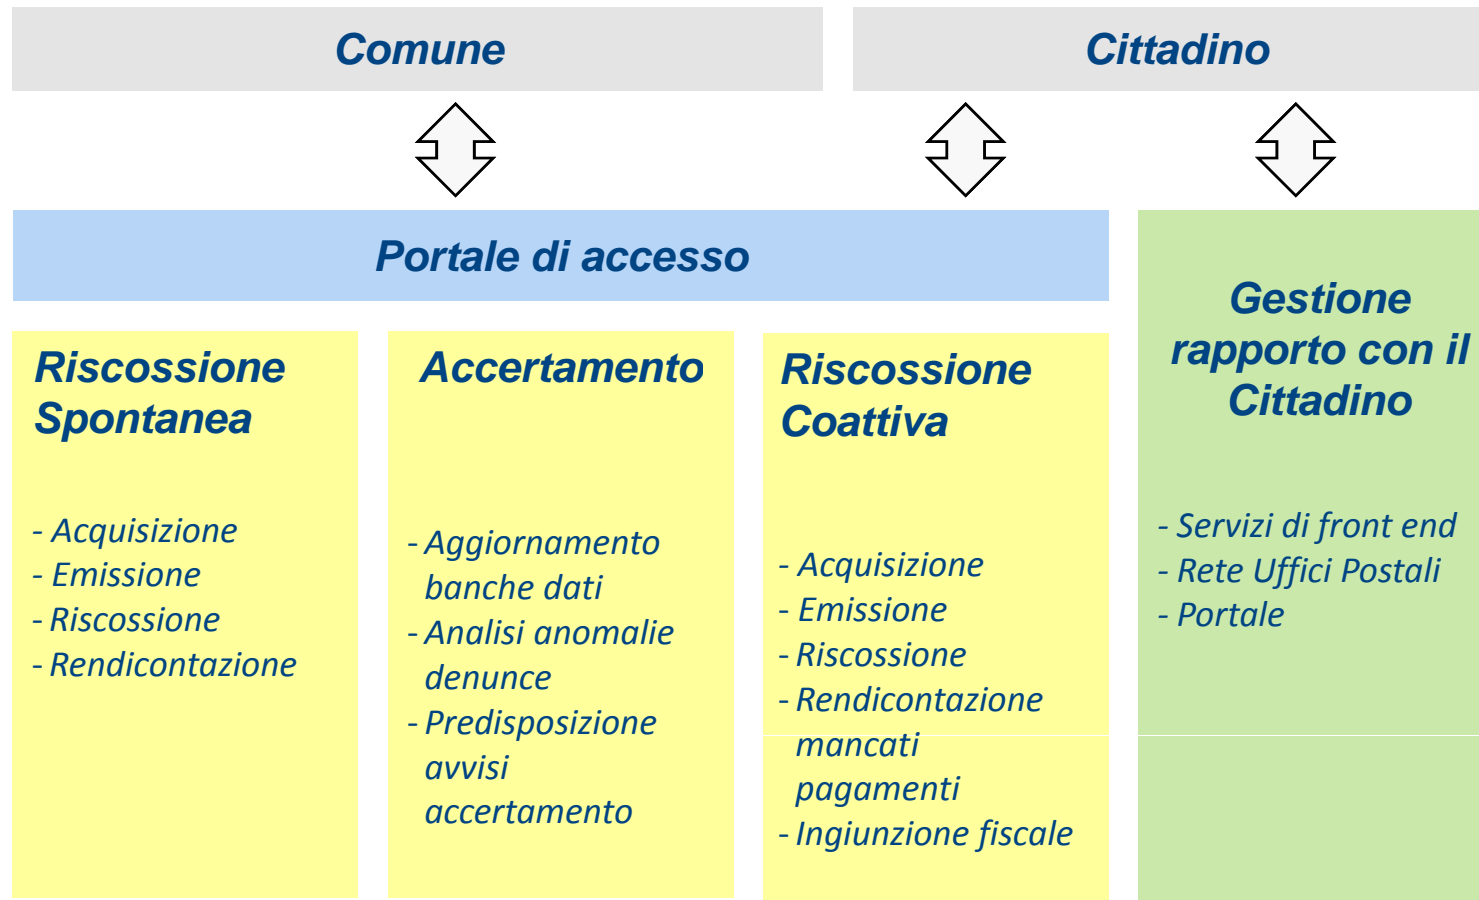 Comune
Cittadino
Portale di accesso
Riscossione
Spontanea
- Acquisizione
- Emissione
- Riscossione
- Rendicontazione
Accertamento
- Aggiornamento
banche dati
- Analisi anomalie
denunce
- Predisposizione
avvisi
accertamento
Riscossione
Coattiva
- Acquisizione
- Emissione
- Riscossione
- Rendicontazione
mancati
pagamenti
- Ingiunzione fiscale
Gestione
rapporto con il
Cittadino
- Servizi di front end
- Rete Uffici Postali
- Portale